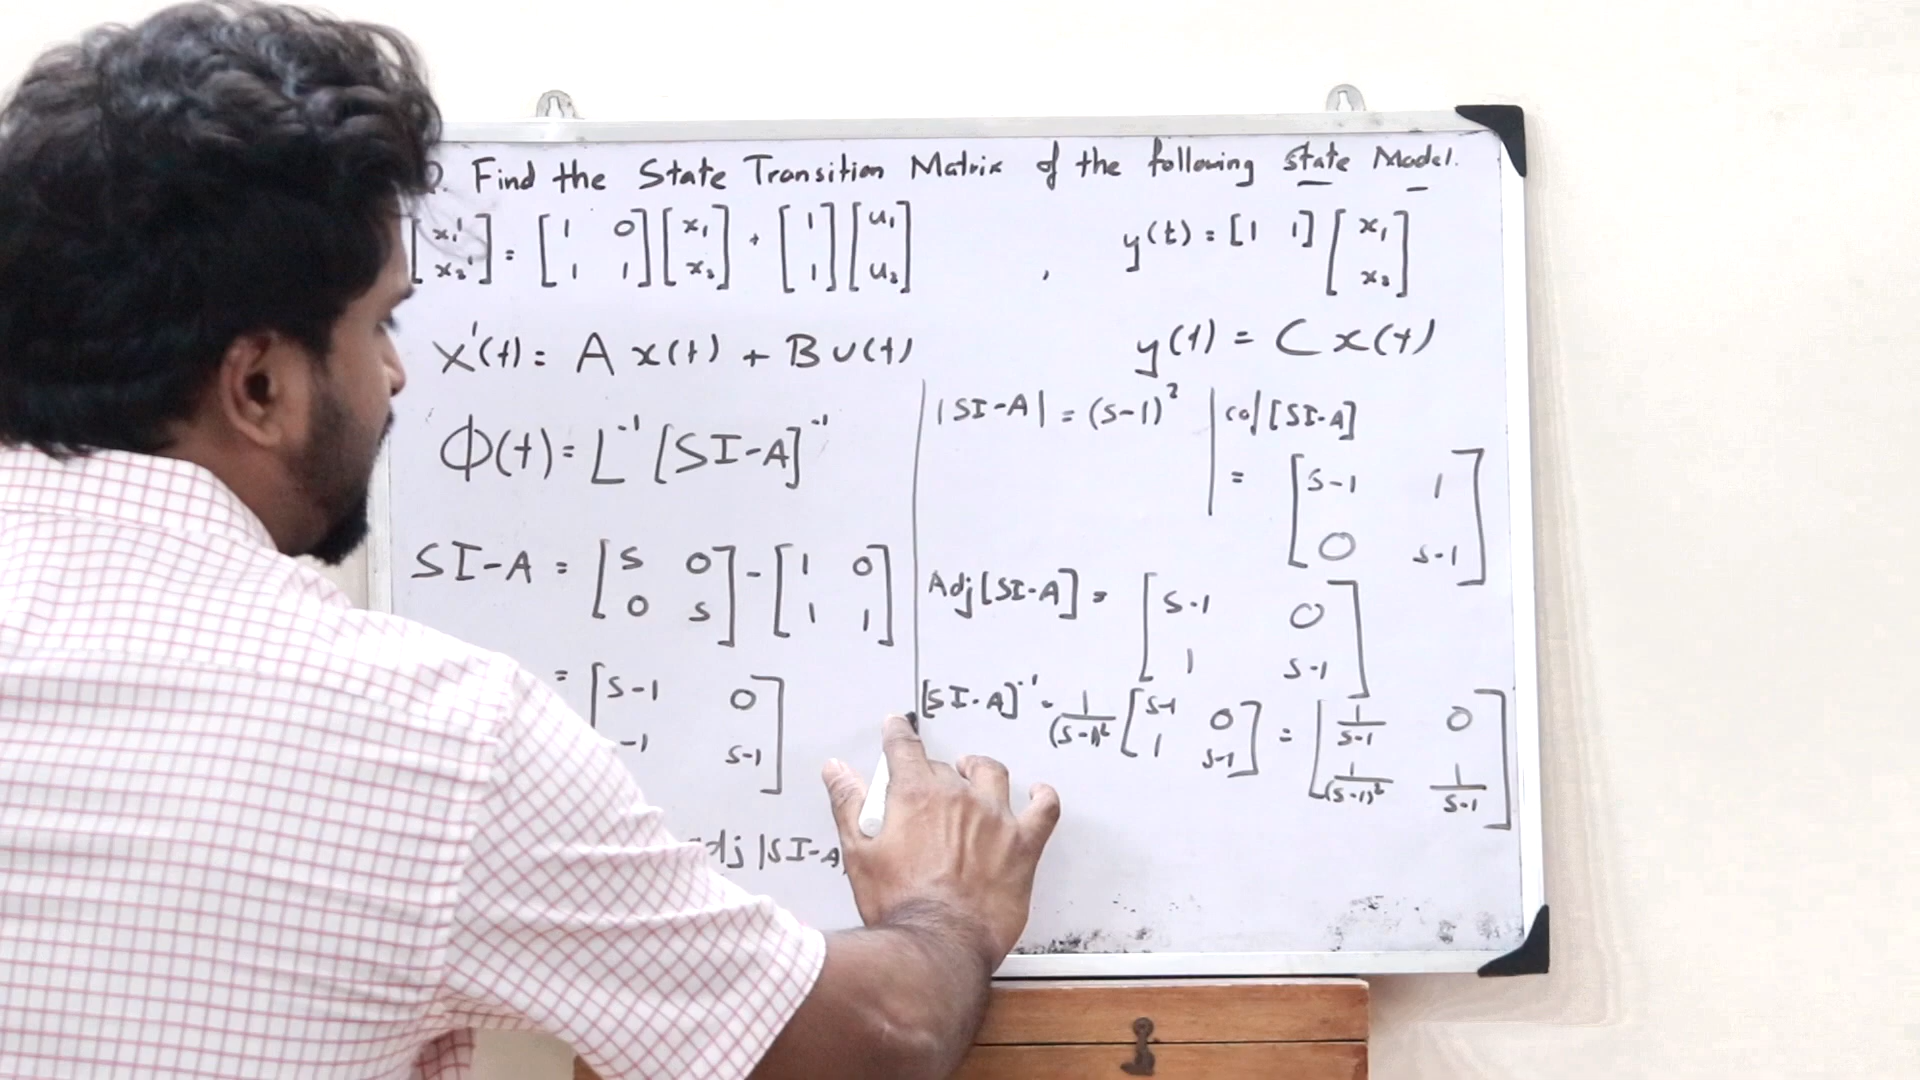 Q. Find the State Transition Matrix of the following state Model.
[x₁' x₂'] = [1 0; 1 1] [x₁ x₂] + [1 1] [u₁ u₂] , y(t) = [1 1] [x₁ x₂]
X'(t) = A x(t) + B U(t)
y(t) = C x(t)
Φ(t) = L⁻¹ [SI-A]⁻¹
SI-A = [S 0; 0 S] - [1 0; 1 1]
= [S-1 0; -1 S-1]
adj |SI-A
|SI-A| = (S-1)²
cof [SI-A]
= [S-1 1; 0 S-1]
Adj [SI-A] = [S-1 0; 1 S-1]
[SI-A]⁻¹ = 1/(S-1)² [S-1 0; 1 S-1] = [1/(S-1) 0; 1/(S-1)² 1/(S-1)]